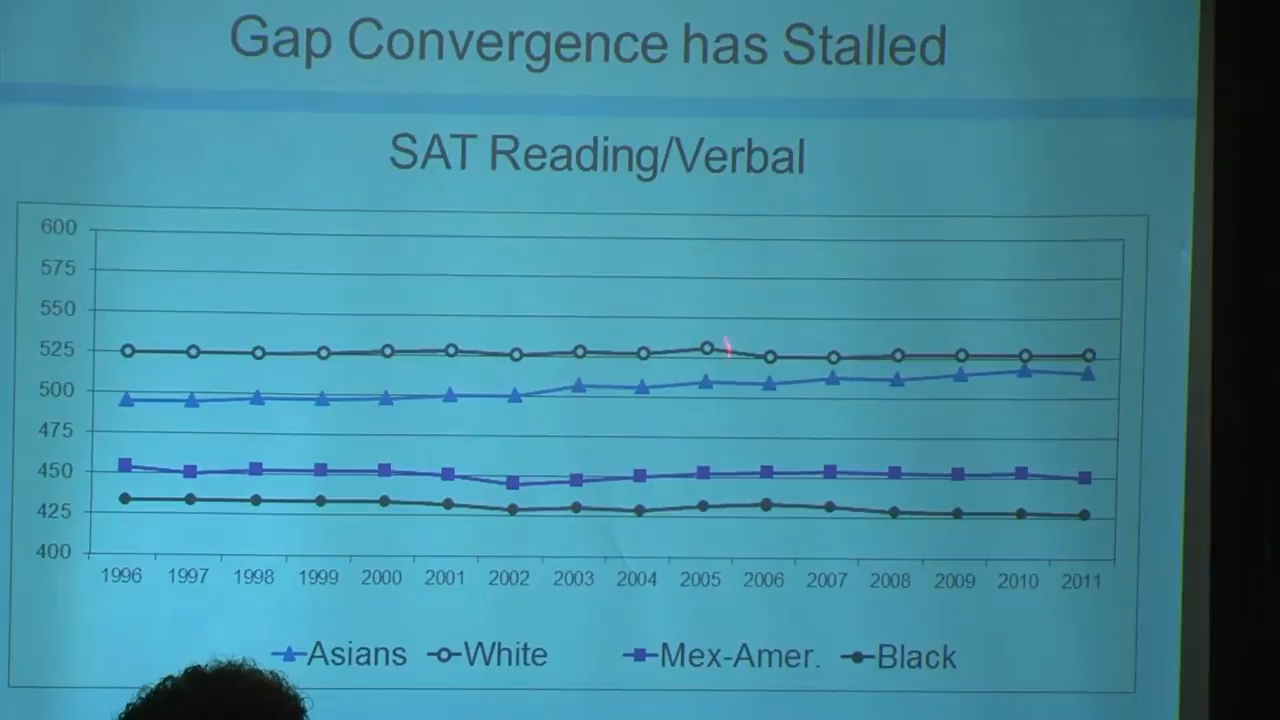 Gap Convergence has Stalled
SAT Reading/Verbal
600
575
550
525
500
475
450
425
400
1996 1997 1998 1999 2000 2001 2002 2003 2004 2005 2006 2007 2008 2009 2010 2011
Asians White Mex-Amer. Black